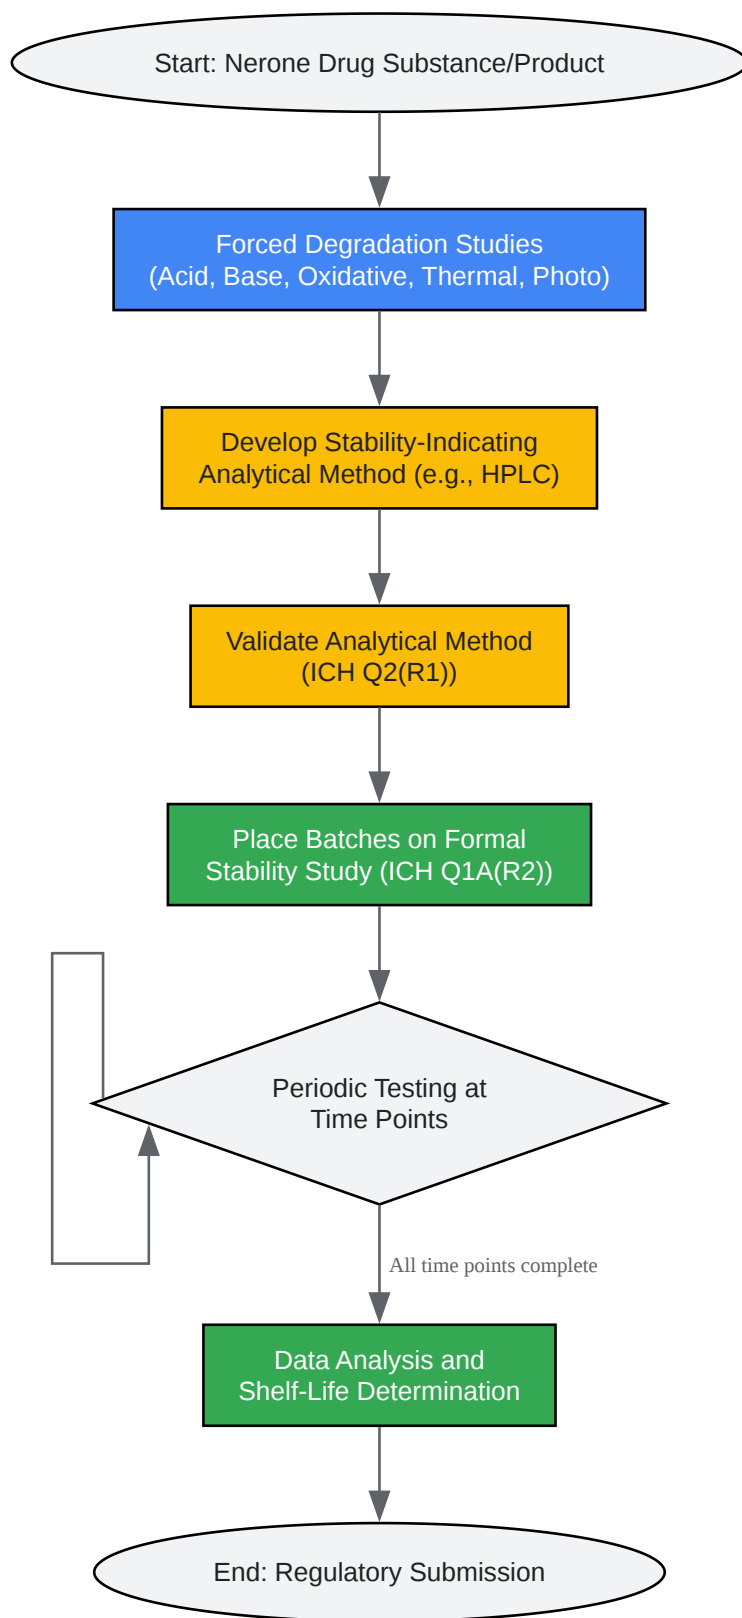 Start: Nerone Drug Substance/Product
Forced Degradation Studies
(Acid, Base, Oxidative, Thermal, Photo)
Develop Stability-Indicating
Analytical Method (e.g., HPLC)
Validate Analytical Method
(ICH Q2(R1))
Place Batches on Formal
Stability Study (ICH Q1A(R2))
Periodic Testing at
Time Points
All time points complete
Data Analysis and
Shelf-Life Determination
End: Regulatory Submission